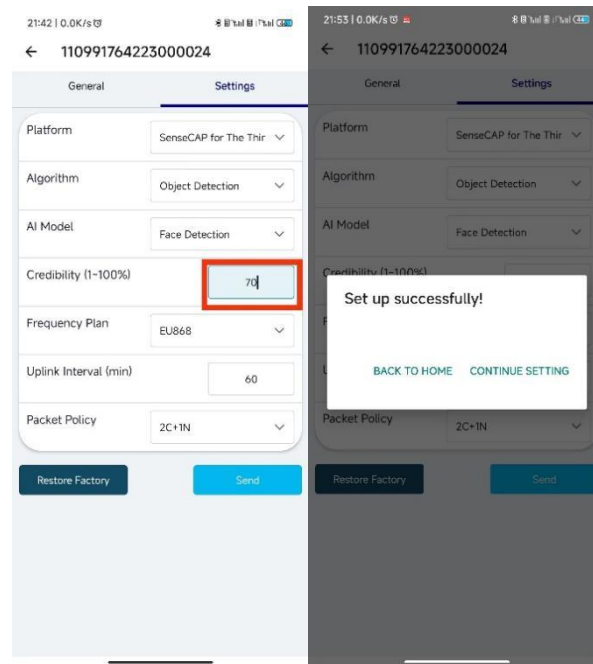 21:42 | 0.0K/s
110991764223000024
General Settings
Platform SenseCAP for The Thir
Algorithm Object Detection
AI Model Face Detection
Credibility (1~100%) 70
Frequency Plan EU868
Uplink Interval (min) 60
Packet Policy 2C+1N
Restore Factory Send
21:53 | 0.0K/s
110991764223000024
General Settings
Platform SenseCAP for The Thir
Algorithm Object Detection
AI Model Face Detection
Credibility (1~100%)
Set up successfully!
BACK TO HOME CONTINUE SETTING
Packet Policy 2C+1N
Restore Factory Send